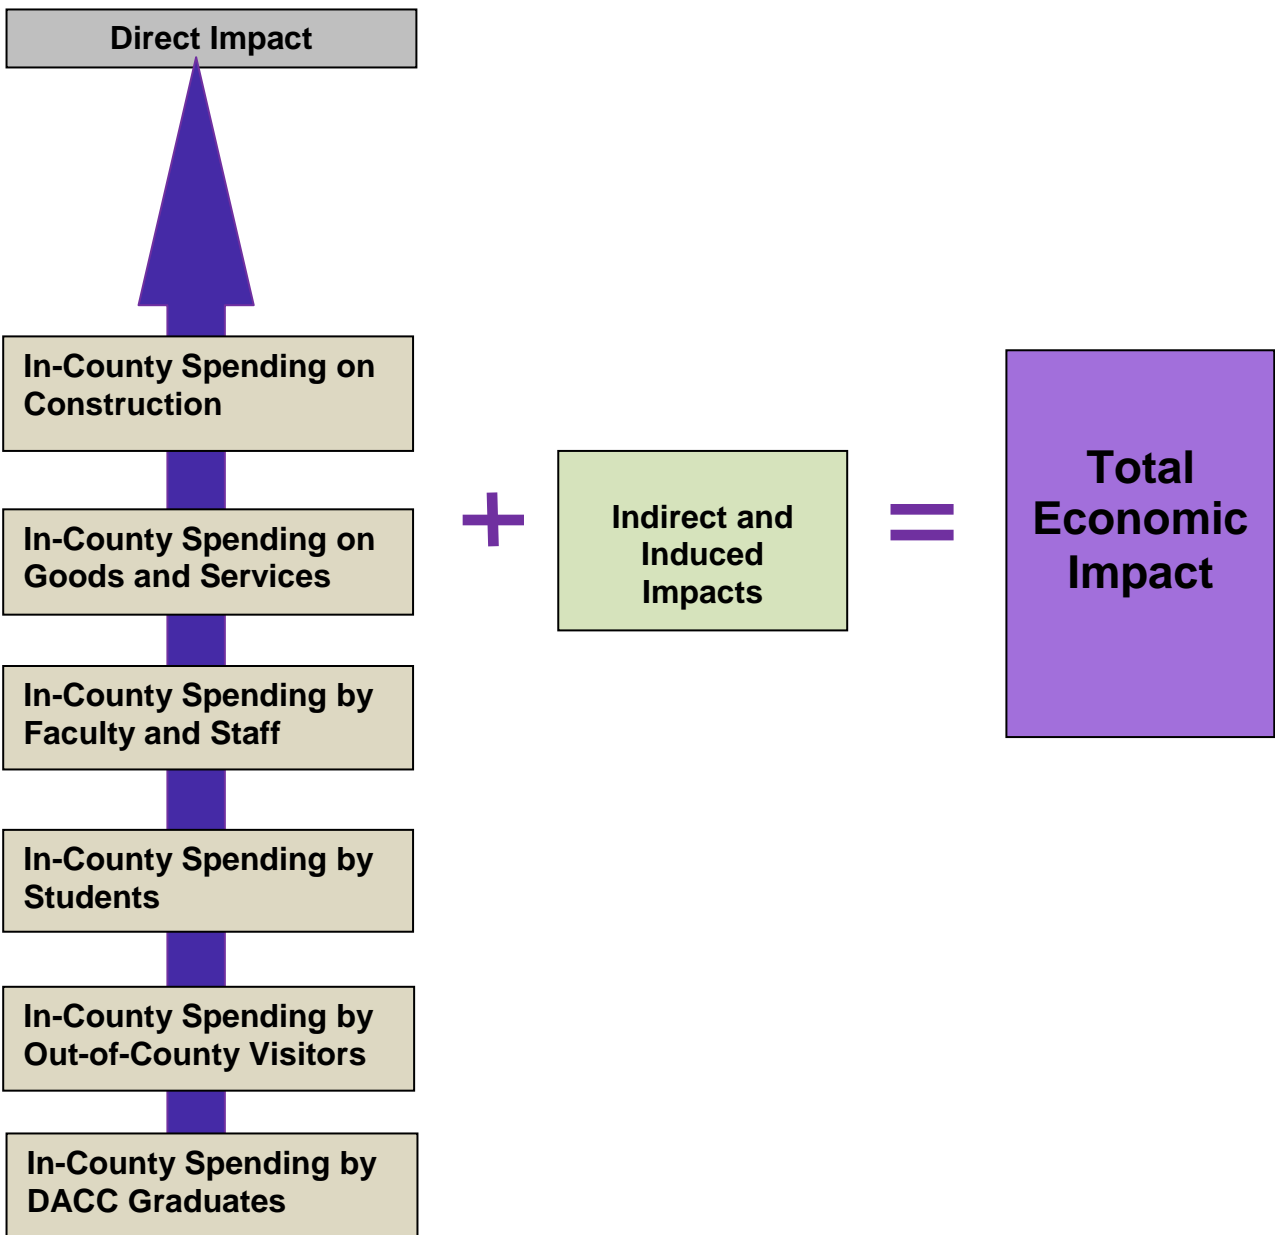 Direct Impact
In-County Spending on
Construction
In-County Spending on
Goods and Services
In-County Spending by
Faculty and Staff
In-County Spending by
Students
In-County Spending by
Out-of-County Visitors
In-County Spending by
DACC Graduates
+
Indirect and
Induced
Impacts
=
Total
Economic
Impact